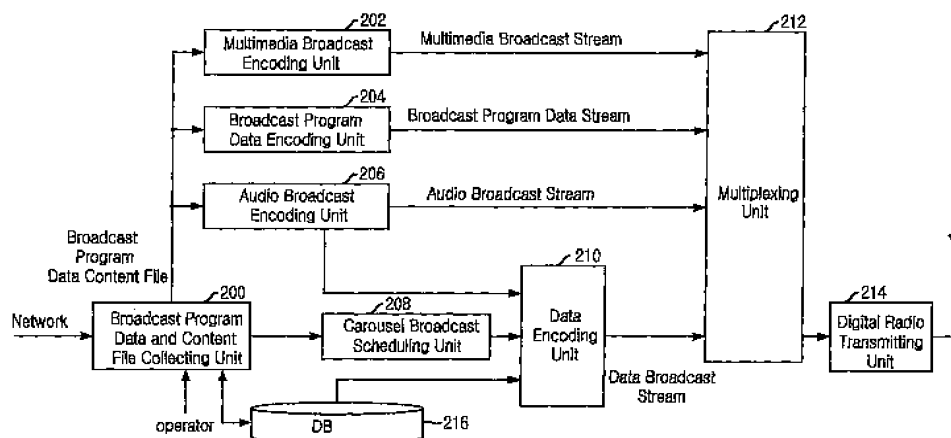 202
212
Multimedia Broadcast
Encoding Unit
Multimedia Broadcast Stream
204
Broadcast Program
Data Encoding Unit
Broadcast Program Data Stream
206
Audio Broadcast
Encoding Unit
Audio Broadcast Stream
Multiplexing
Unit
Broadcast
Program
Data Content File
210
200
208
214
Network
Broadcast Program
Data and Content
File Collecting Unit
Carousel Broadcast
Scheduling Unit
Data
Encoding
Unit
Digital Radio
Transmitting
Unit
Data Broadcast
Stream
operator
DB
216